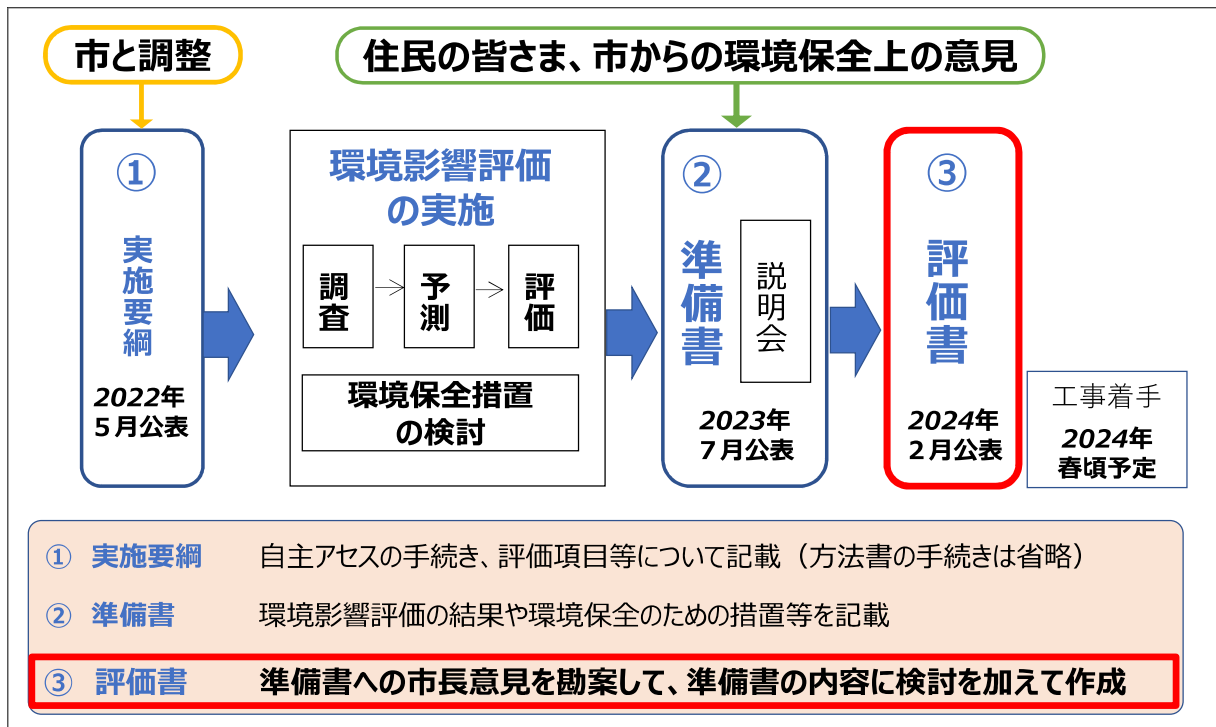 市と調整
住民の皆さま、市からの環境保全上の意見
①
実施要綱
2022年
5月公表
環境影響評価
の実施
調査
→
予測
→
評価
環境保全措置
の検討
②
準備書
説明会
2023年
7月公表
③
評価書
2024年
2月公表
工事着手
2024年
春頃予定
① 実施要綱 自主アセスの手続き、評価項目等について記載（方法書の手続きは省略）
② 準備書 環境影響評価の結果や環境保全のための措置等を記載
③ 評価書 準備書への市長意見を勘案して、準備書の内容に検討を加えて作成